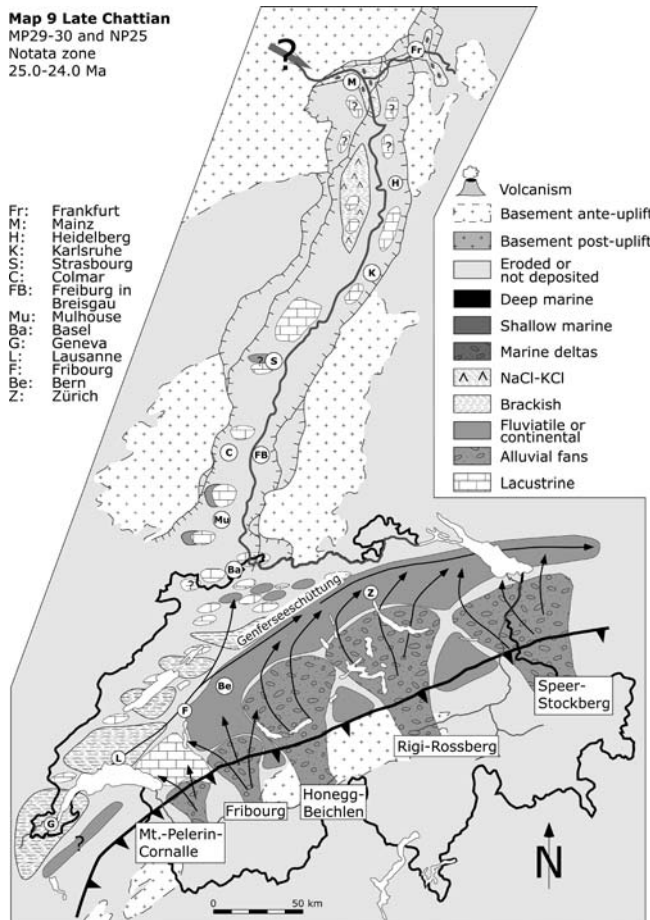 Map 9 Late Chattian
MP29-30 and NP25
Notata zone
25.0-24.0 Ma
?
Fr
M
?
?
?
?
H
K
S
?
C
FB
Mu
Ba
?
Fr: Frankfurt
M: Mainz
H: Heidelberg
K: Karlsruhe
S: Strasbourg
C: Colmar
FB: Freiburg in
Breisgau
Mu: Mulhouse
Ba: Basel
G: Geneva
L: Lausanne
F: Fribourg
Be: Bern
Z: Zürich
Volcanism
Basement ante-uplift
Basement post-uplift
Eroded or
not deposited
Deep marine
Shallow marine
Marine deltas
NaCl-KCl
Brackish
Fluviatile or
continental
Alluvial fans
Lacustrine
Genferseeschüttung
Z
Be
F
L
G
?
Speer-
Stockberg
Rigi-Rossberg
Honegg-
Beichlen
Fribourg
Mt.-Pelerin-
Cornalle
N
0 50 km